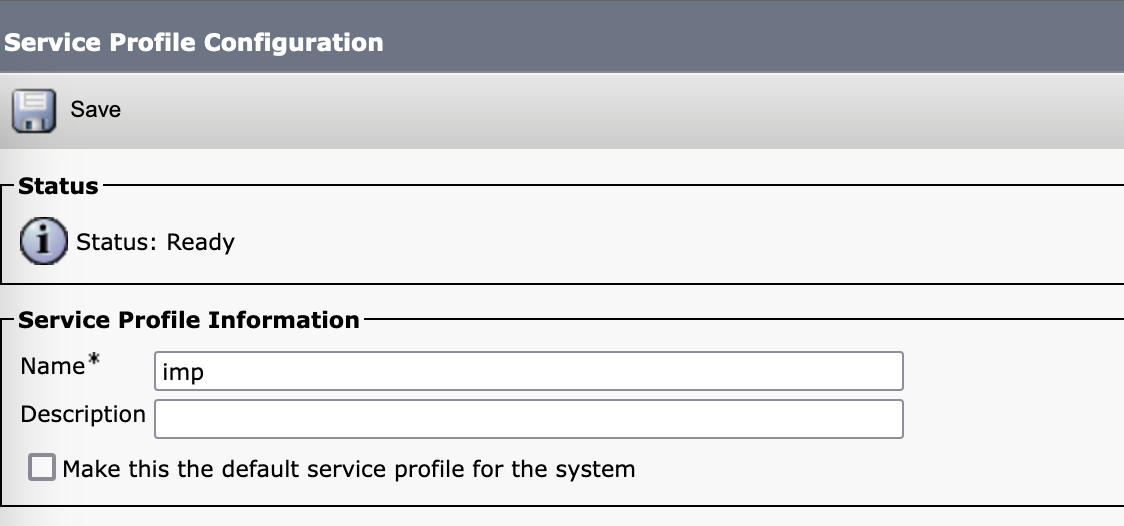 Service Profile Configuration
Save
Status
Status: Ready
Service Profile Information
Name*
imp
Description
Make this the default service profile for the system